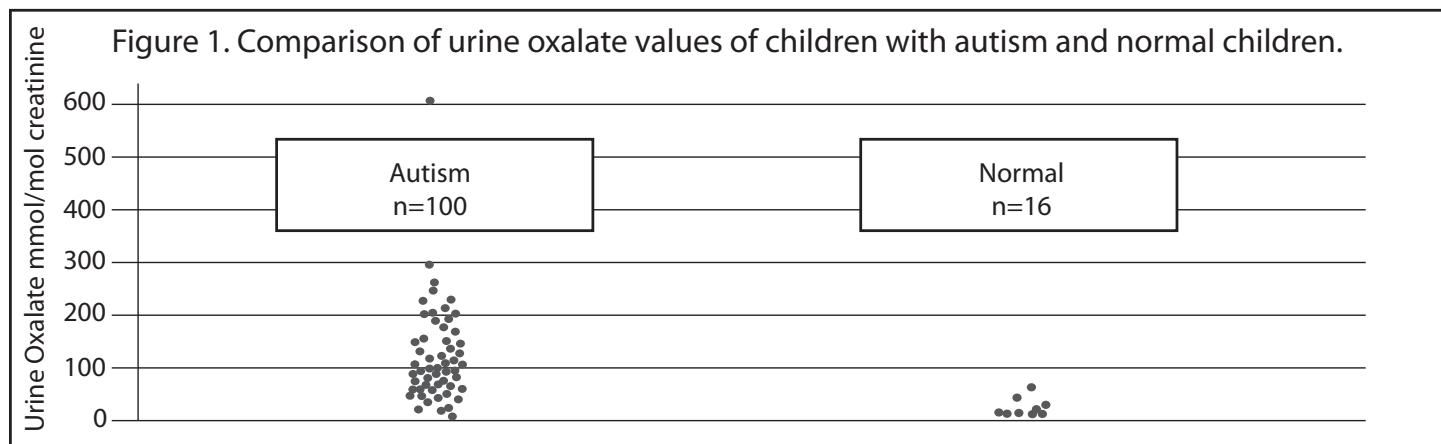 Figure 1. Comparison of urine oxalate values of children with autism and normal children.
Urine Oxalate mmol/mol creatinine
600
500
400
300
200
100
0
Autism
n=100
Normal
n=16